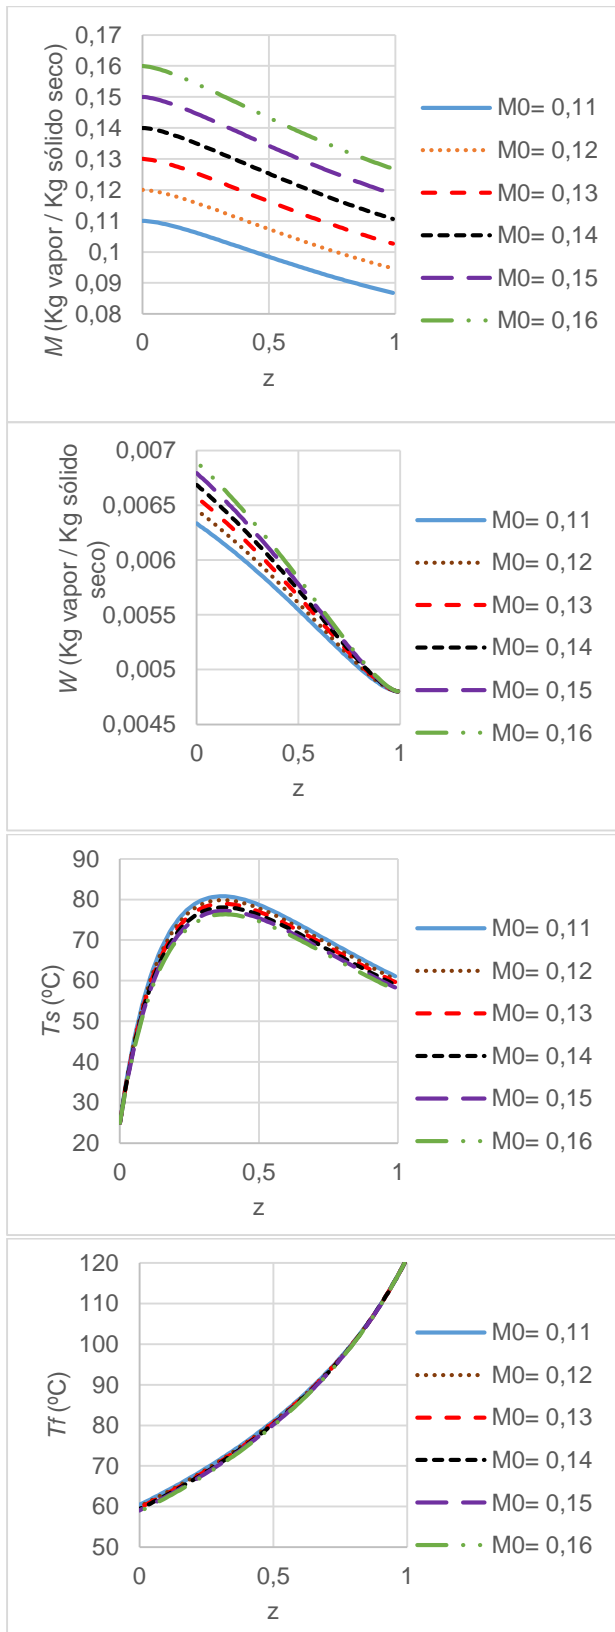 0,17
0,16
0,15
0,14
0,13
0,12
0,11
0,1
0,09
0,08
M (Kg vapor / Kg sólido seco)
0
0,5
1
z
M0= 0,11
M0= 0,12
M0= 0,13
M0= 0,14
M0= 0,15
M0= 0,16
0,007
0,0065
0,006
0,0055
0,005
0,0045
W (Kg vapor / Kg sólido
seco)
0
0,5
1
z
M0= 0,11
M0= 0,12
M0= 0,13
M0= 0,14
M0= 0,15
M0= 0,16
90
80
70
60
50
40
30
20
Ts (ºC)
0
0,5
1
z
M0= 0,11
M0= 0,12
M0= 0,13
M0= 0,14
M0= 0,15
M0= 0,16
120
110
100
90
80
70
60
50
Tf (ºC)
0
0,5
1
z
M0= 0,11
M0= 0,12
M0= 0,13
M0= 0,14
M0= 0,15
M0= 0,16